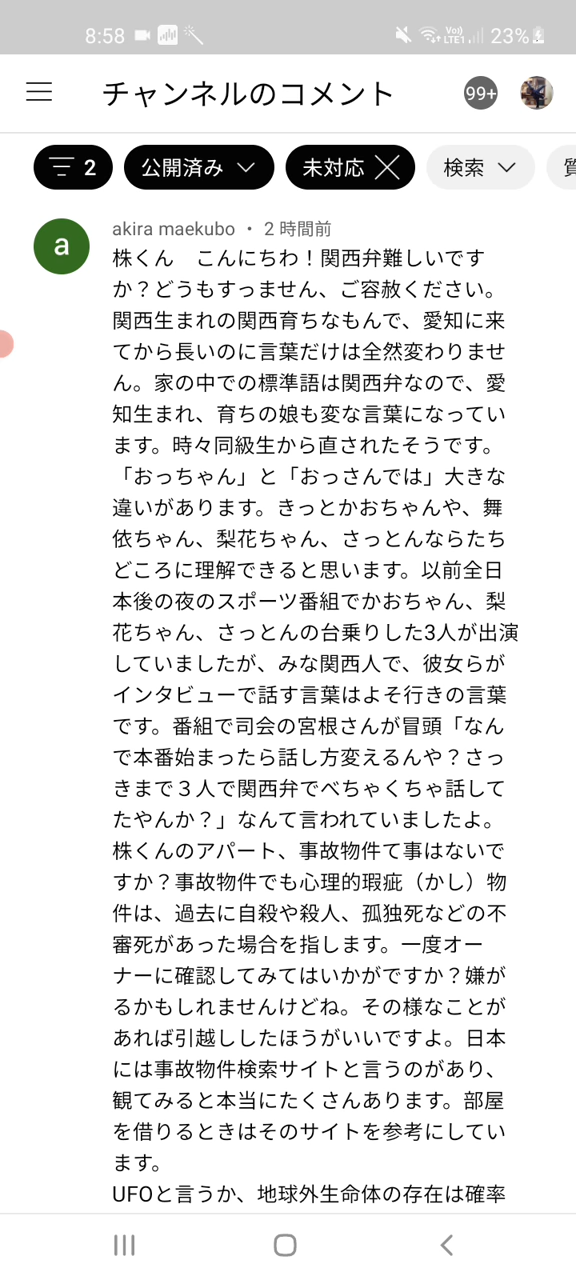 8:58
Vo))
LTE1
23%
チャンネルのコメント
99+
2
公開済み
未対応
検索
質
a
akira maekubo ・ 2 時間前
株くん　こんにちわ！関西弁難しいです
か？どうもすっません、ご容赦ください。
関西生まれの関西育ちなもんで、愛知に来
てから長いのに言葉だけは全然変わりませ
ん。家の中での標準語は関西弁なので、愛
知生まれ、育ちの娘も変な言葉になってい
ます。時々同級生から直されたそうです。
「おっちゃん」と「おっさんでは」大きな
違いがあります。きっとかおちゃんや、舞
依ちゃん、梨花ちゃん、さっとんならたち
どころに理解できると思います。以前全日
本後の夜のスポーツ番組でかおちゃん、梨
花ちゃん、さっとんの台乗りした3人が出演
していましたが、みな関西人で、彼女らが
インタビューで話す言葉はよそ行きの言葉
です。番組で司会の宮根さんが冒頭「なん
で本番始まったら話し方変えるんや？さっ
きまで３人で関西弁でべちゃくちゃ話して
たやんか？」なんて言われていましたよ。
株くんのアパート、事故物件て事はないで
すか？事故物件でも心理的瑕疵（かし）物
件は、過去に自殺や殺人、孤独死などの不
審死があった場合を指します。一度オー
ナーに確認してみてはいかがですか？嫌が
るかもしれませんけどね。その様なことが
あれば引越ししたほうがいいですよ。日本
には事故物件検索サイトと言うのがあり、
観てみると本当にたくさんあります。部屋
を借りるときはそのサイトを参考にしてい
ます。
UFOと言うか、地球外生命体の存在は確率